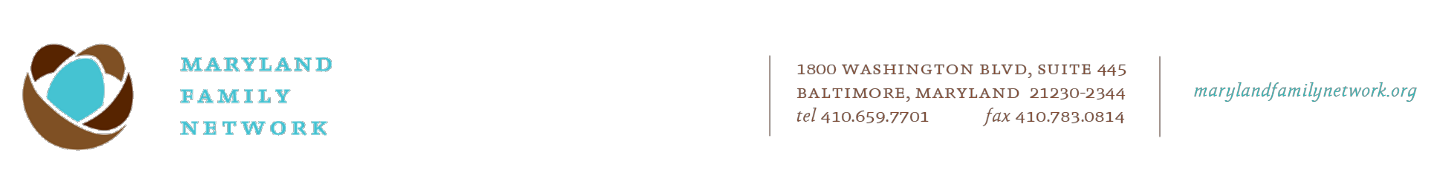 MARYLAND
FAMILY
NETWORK
1800 WASHINGTON BLVD, SUITE 445
BALTIMORE, MARYLAND 21230-2344
tel 410.659.7701 fax 410.783.0814
marylandfamilynetwork.org